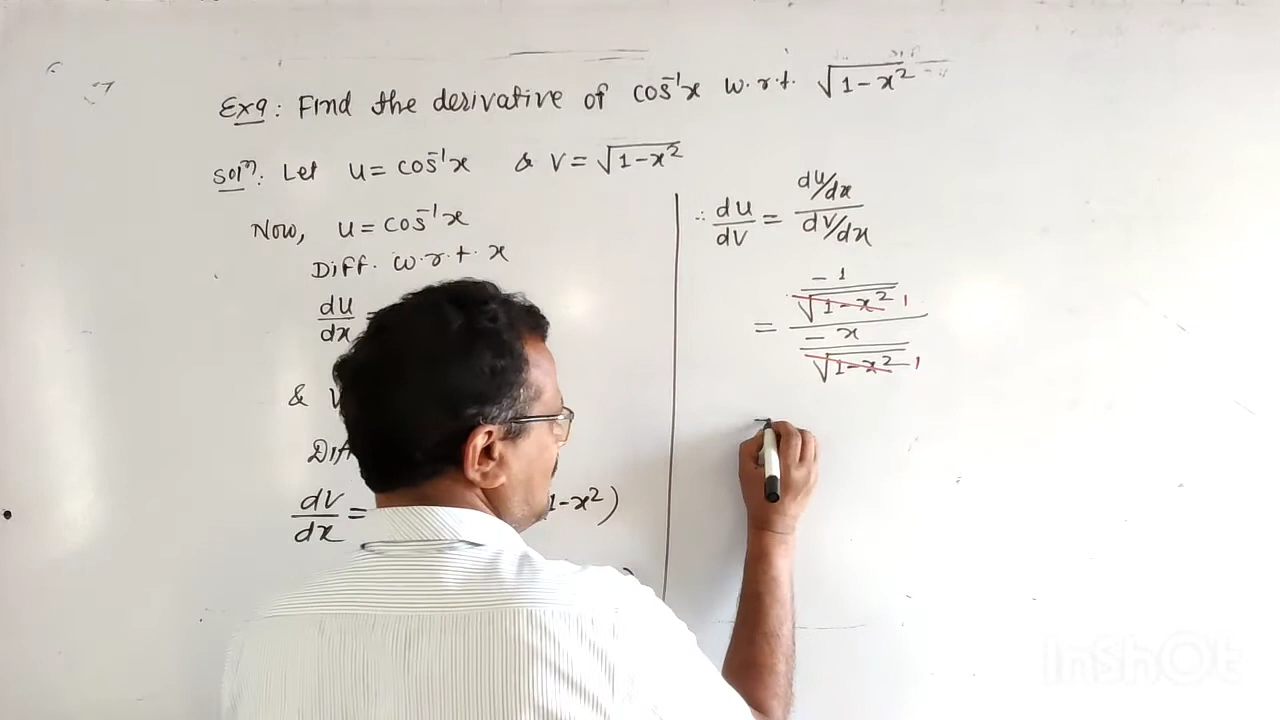 Ex9: Find the derivative of cos⁻¹x w.r.t. √1-x²
Solⁿ: Let u = cos⁻¹x & v = √1-x²
Now, u = cos⁻¹x
Diff. w.r.t. x
du/dx =
& v
Diff
dv/dx = 1-x²)
∴ du/dv = (du/dx)/(dv/dx)
= (-1/√1-x² 1)/(-x/√1-x² 1)
InshOt